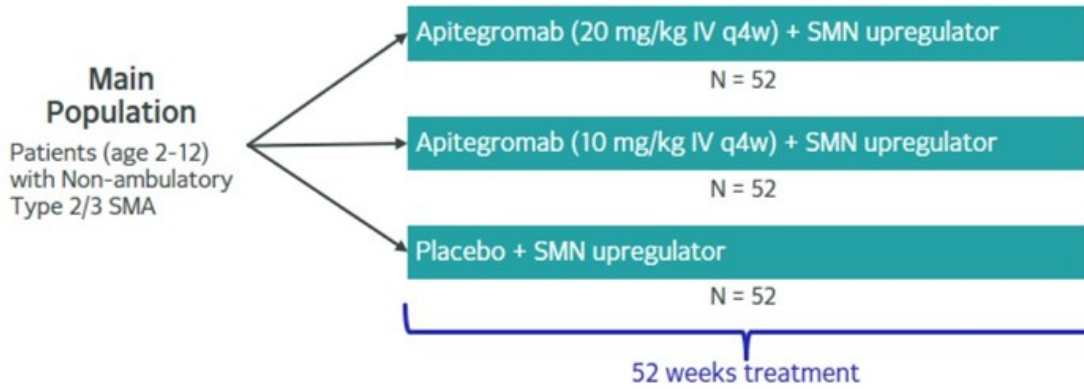 Main
Population
Patients (age 2-12)
with Non-ambulatory
Type 2/3 SMA
Apitegromab (20 mg/kg IV q4w) + SMN upregulator
N = 52
Apitegromab (10 mg/kg IV q4w) + SMN upregulator
N = 52
Placebo + SMN upregulator
N = 52
52 weeks treatment